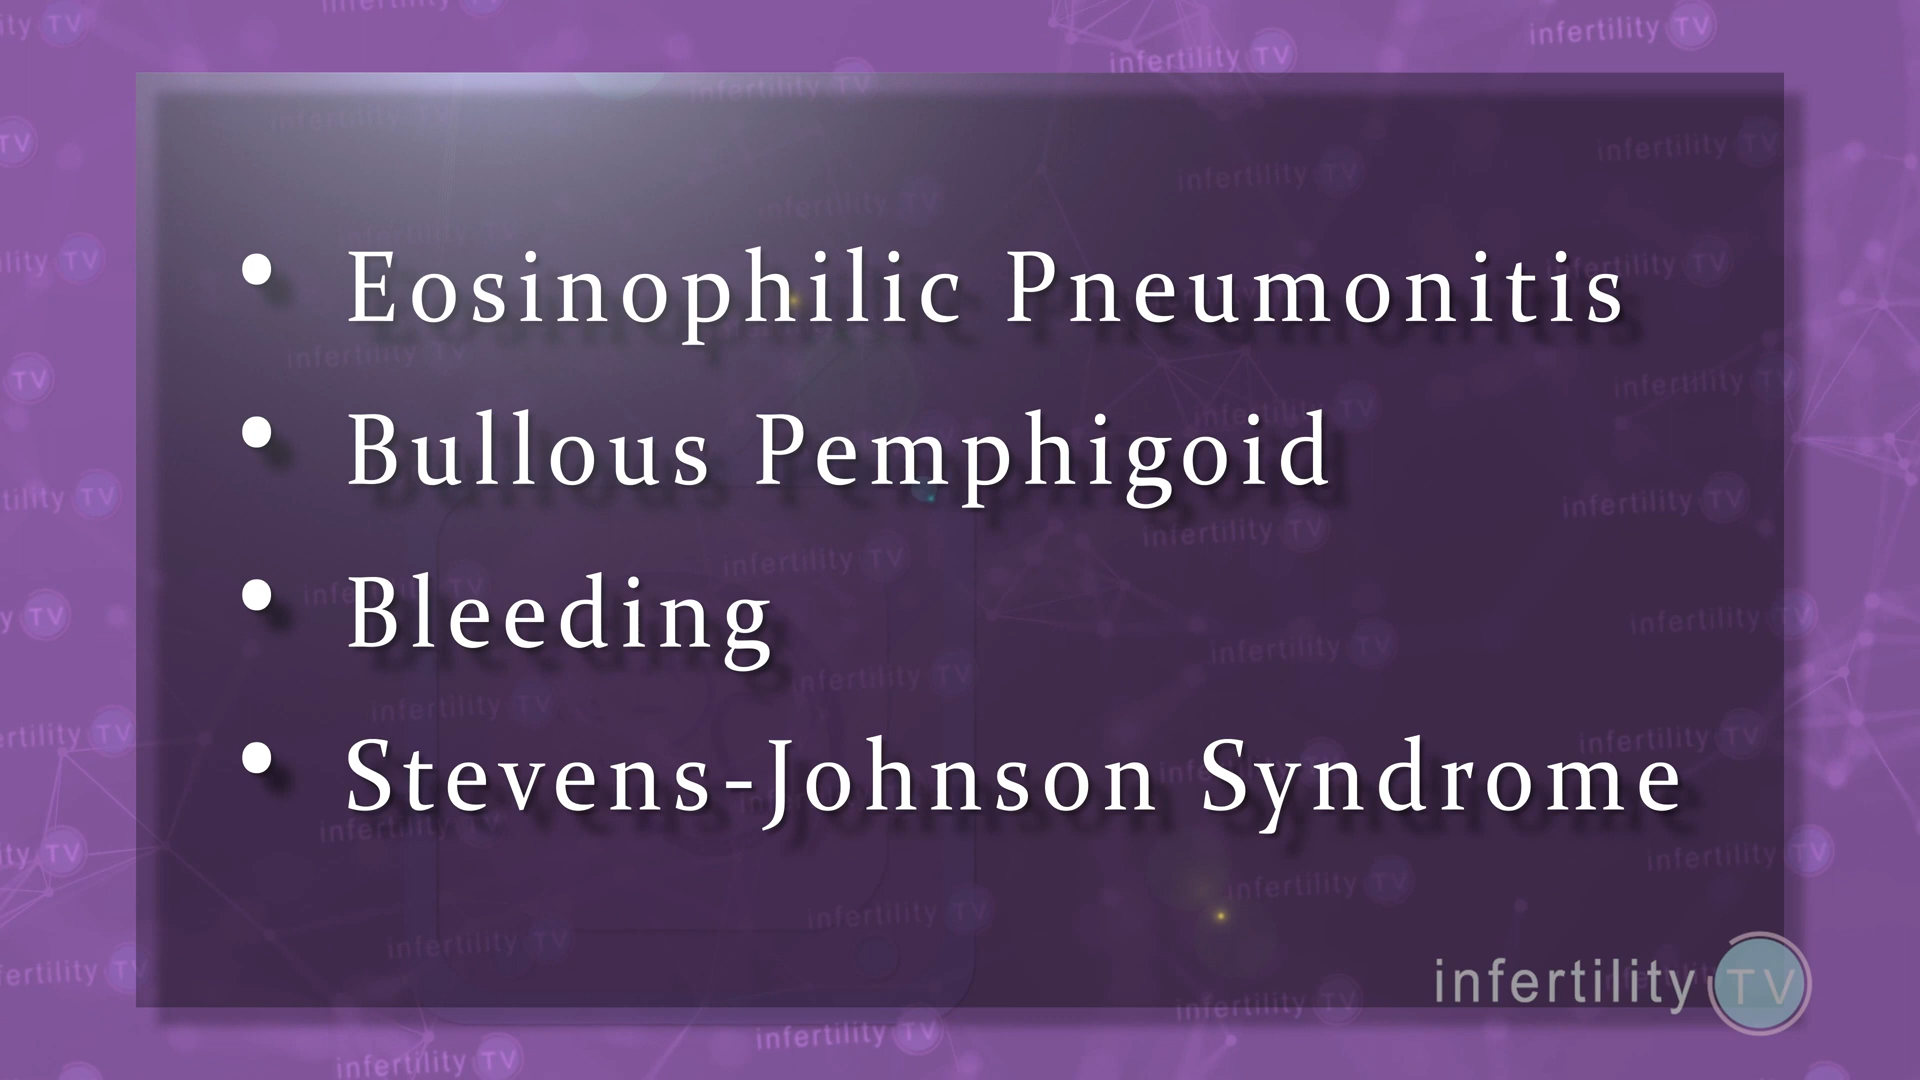 • Eosinophilic Pneumonitis
• Bullous Pemphigoid
• Bleeding
• Stevens-Johnson Syndrome
infertility TV